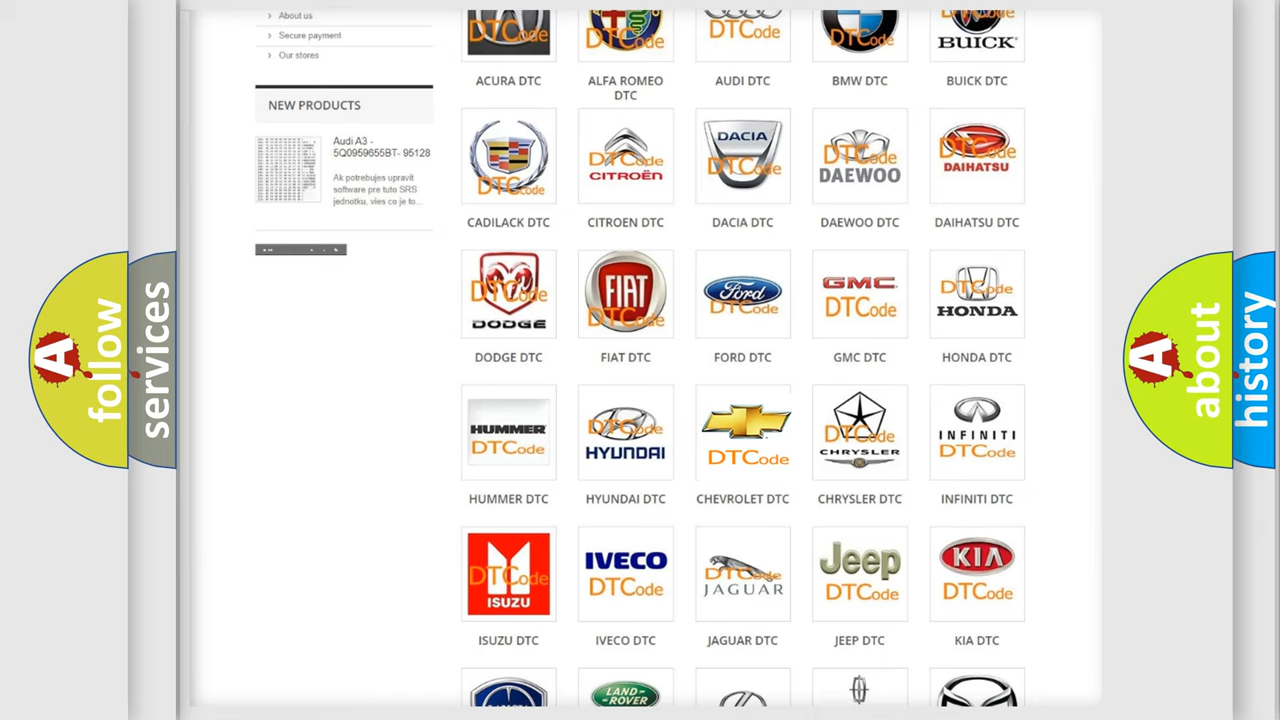 About us
Secure payment
Our stores
NEW PRODUCTS
Audi A3 -
5Q0959655BT- 95128
Ak potrebujes upravit
software pre tuto SRS
jednotku, vies co je to...
DTCode DTCode DTCode DTCode BUICK
ACURA DTC ALFA ROMEO DTC AUDI DTC BMW DTC BUICK DTC
DTCode DTCode CITROËN DACIA DTCode DTCode DAEWOO DTCode DAIHATSU
CADILACK DTC CITROEN DTC DACIA DTC DAEWOO DTC DAIHATSU DTC
DTCode DODGE FIAT DTCode Ford DTCode GMC DTCode DTCode HONDA
DODGE DTC FIAT DTC FORD DTC GMC DTC HONDA DTC
HUMMER DTCode DTCode HYUNDAI DTCode DTCode CHRYSLER INFINITI DTCode
HUMMER DTC HYUNDAI DTC CHEVROLET DTC CHRYSLER DTC INFINITI DTC
DTCode ISUZU IVECO DTCode DTCode JAGUAR Jeep DTCode KIA DTCode
ISUZU DTC IVECO DTC JAGUAR DTC JEEP DTC KIA DTC
LAND-
ROVER
A follow
services
A about
history